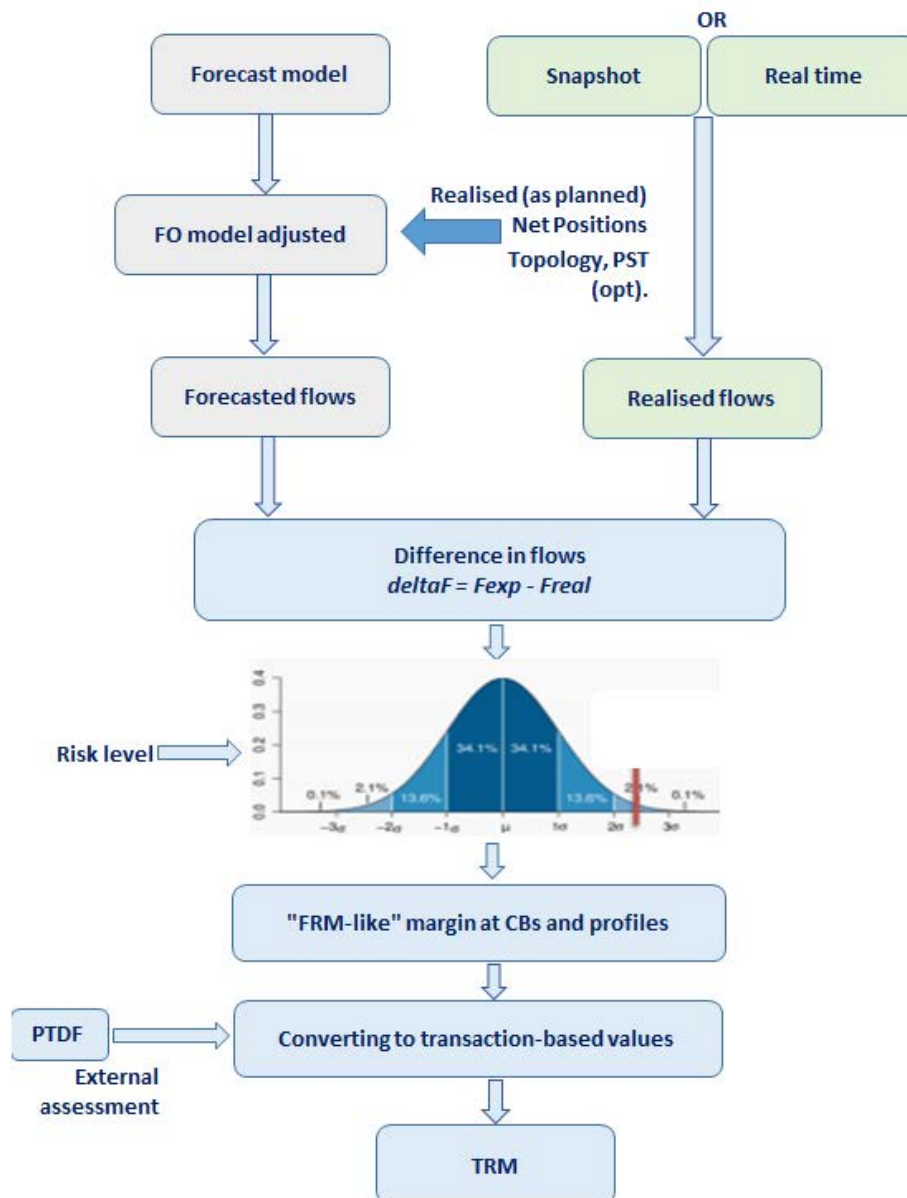 OR
Forecast model
Snapshot
Real time
Realised (as planned)
Net Positions
Topology, PST
(opt).
FO model adjusted
Forecasted flows
Realised flows
Difference in flows
deltaF = Fexp - Freal
Risk level
0.4
0.3
0.2
0.1
0.0
34.1% 34.1%
0.1% 2.1% 13.6% 13.6% 0.1%
−3σ −2σ −1σ μ 1σ 2σ 3σ
"FRM-like" margin at CBs and profiles
PTDF
External
assessment
Converting to transaction-based values
TRM